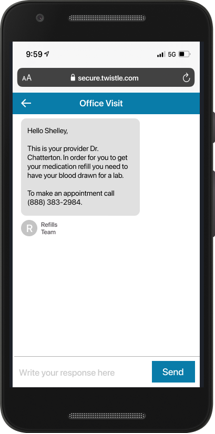 9:59
5G
AA
secure.twistle.com
Office Visit
Hello Shelley,
This is your provider Dr.
Chatterton. In order for you to get
your medication refill you need to
have your blood drawn for a lab.
To make an appointment call
(888) 383-2984.
R
Refills
Team
Write your response here
Send